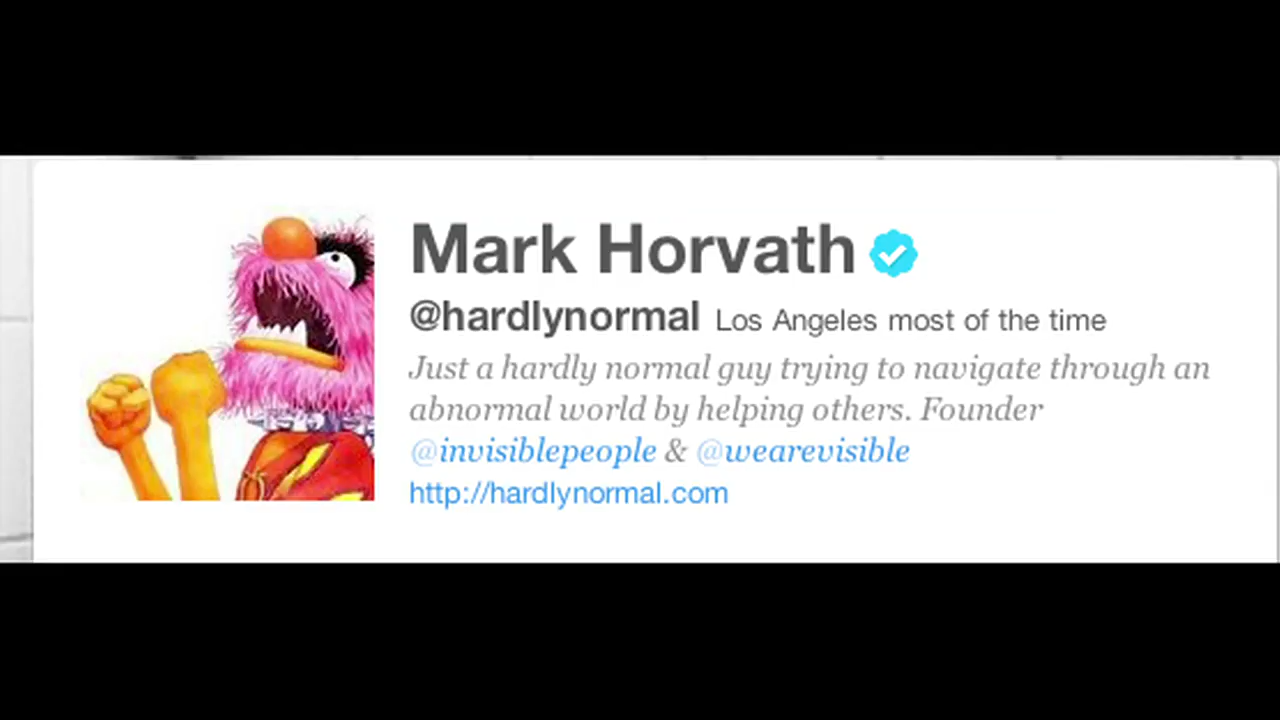 Mark Horvath
@hardlynormal Los Angeles most of the time
Just a hardly normal guy trying to navigate through an
abnormal world by helping others. Founder
@invisiblepeople & @wearevisible
http://hardlynormal.com